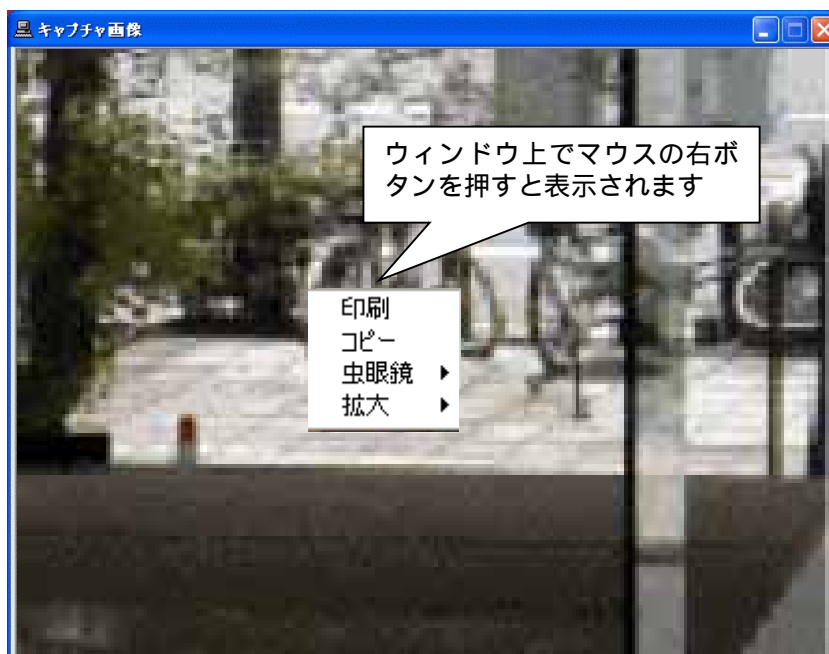 キャプチャ画像
ウィンドウ上でマウスの右ボ
タンを押すと表示されます
印刷
コピー
虫眼鏡
拡大